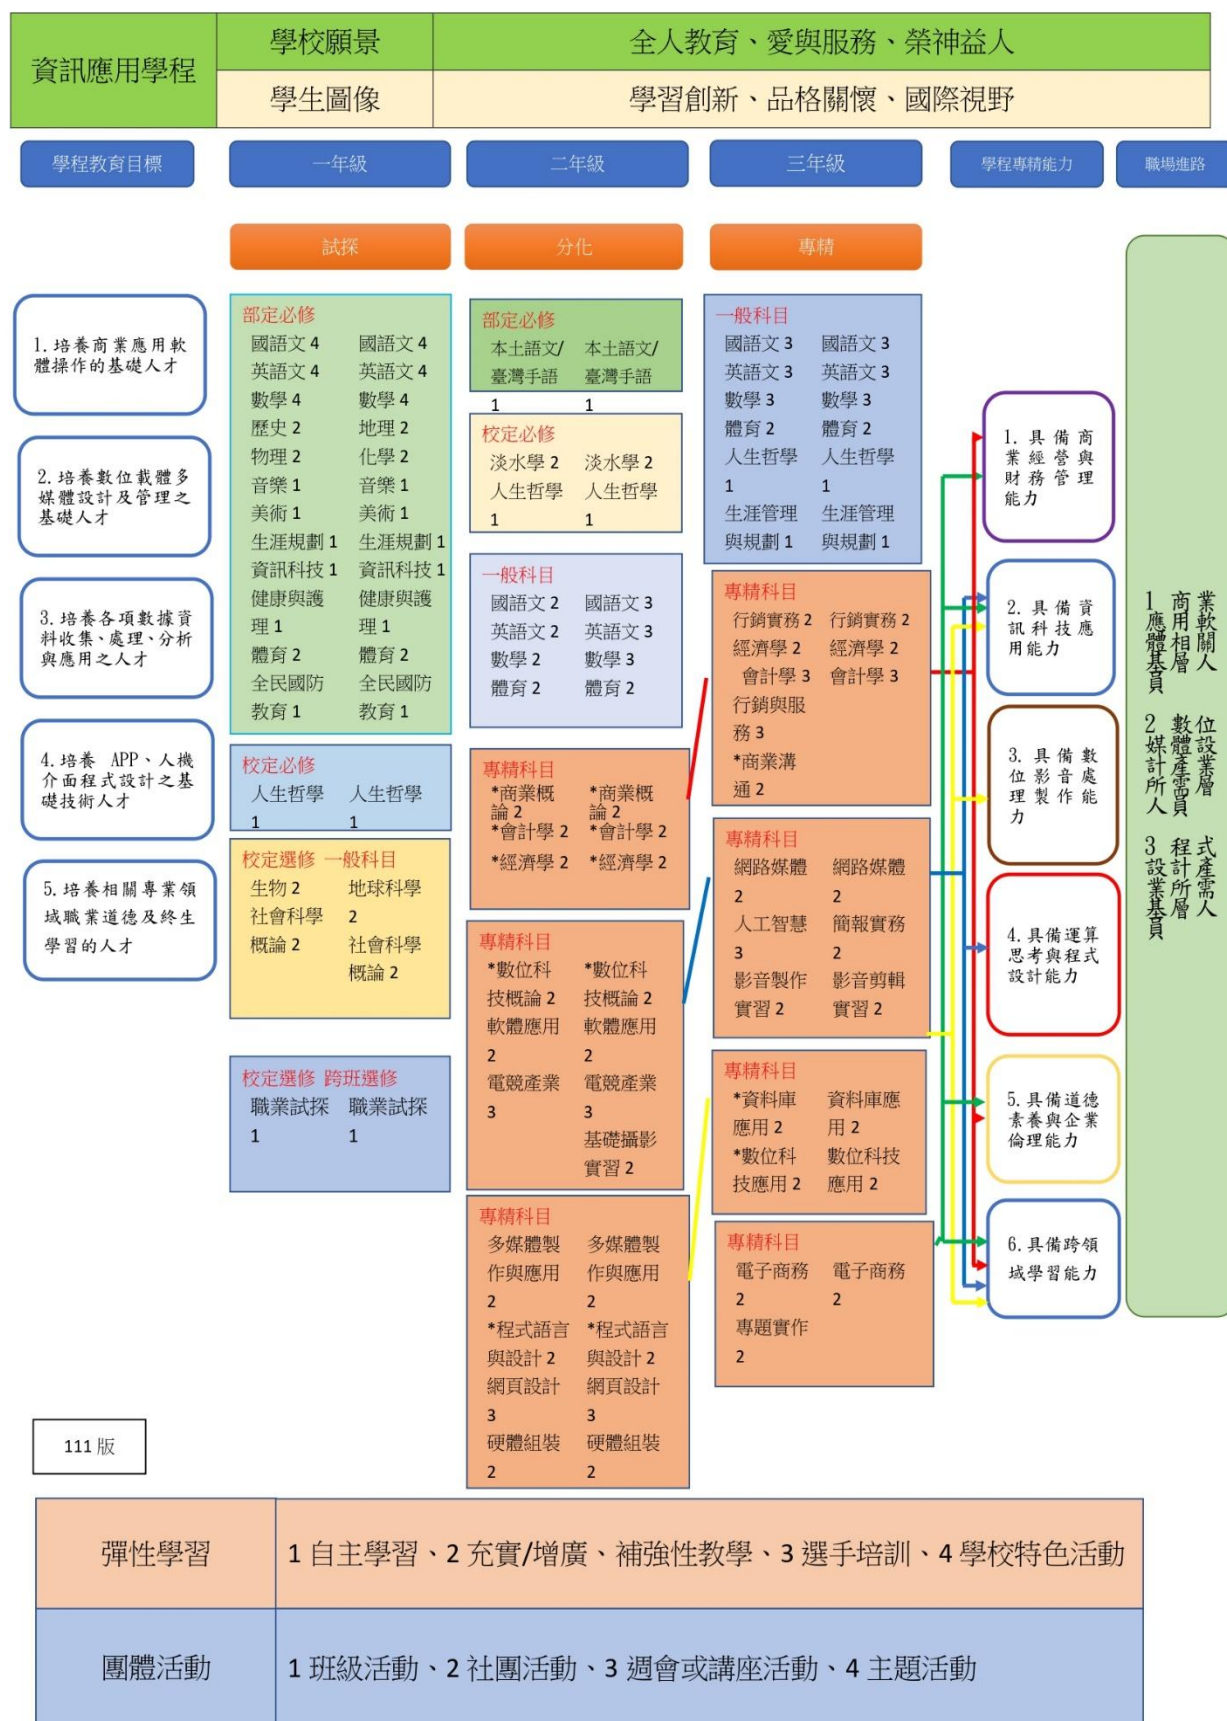 資訊應用學程
學校願景
全人教育、愛與服務、榮神益人
學生圖像
學習創新、品格關懷、國際視野
學程教育目標
一年級
二年級
三年級
學程專精能力
職場進路
試探
分化
專精
1.培養商業應用軟
體操作的基礎人才
2.培養數位載體多
媒體設計及管理之
基礎人才
3.培養各項數據資
料收集、處理、分析
與應用之人才
4.培養 APP、人機
介面程式設計之基
礎技術人才
5.培養相關專業領
域職業道德及終生
學習的人才
部定必修
國語文 4 國語文 4
英語文 4 英語文 4
數學 4 數學 4
歷史 2 地理 2
物理 2 化學 2
音樂 1 音樂 1
美術 1 美術 1
生涯規劃 1 生涯規劃 1
資訊科技 1 資訊科技 1
健康與護 健康與護
理 1 理 1
體育 2 體育 2
全民國防 全民國防
教育 1 教育 1
校定必修
人生哲學 人生哲學
1 1
校定選修 一般科目
生物 2 地球科學
社會科學 2
概論 2 社會科學
概論 2
校定選修 跨班選修
職業試探 職業試探
1 1
部定必修
本土語文/ 本土語文/
臺灣手語 臺灣手語
1 1
校定必修
淡水學 2 淡水學 2
人生哲學 人生哲學
1 1
一般科目
國語文 2 國語文 3
英語文 2 英語文 3
數學 2 數學 3
體育 2 體育 2
專精科目
*商業概 *商業概
論 2 論 2
*會計學 2 *會計學 2
*經濟學 2 *經濟學 2
專精科目
*數位科 *數位科
技概論 2 技概論 2
軟體應用 軟體應用
2 2
電競產業 電競產業
3 3
基礎攝影
實習 2
專精科目
多媒體製 多媒體製
作與應用 作與應用
2 2
*程式語言 *程式語言
與設計 2 與設計 2
網頁設計 網頁設計
3 3
硬體組裝 硬體組裝
2 2
一般科目
國語文 3 國語文 3
英語文 3 英語文 3
數學 3 數學 3
體育 2 體育 2
人生哲學 人生哲學
1 1
生涯管理 生涯管理
與規劃 1 與規劃 1
專精科目
行銷實務 2 行銷實務 2
經濟學 2 經濟學 2
會計學 3 會計學 3
行銷與服
務 3
*商業溝
通 2
專精科目
網路媒體 網路媒體
2 2
人工智慧 簡報實務
3 2
影音製作 影音剪輯
實習 2 實習 2
專精科目
*資料庫 資料庫應
應用 2 用 2
*數位科 數位科技
技應用 2 應用 2
專精科目
電子商務 電子商務
2 2
專題實作
2
1.具備商
業經營與
財務管理
能力
2.具備資
訊科技應
用能力
3.具備數
位影音處
理製作能
力
4.具備運算
思考與程式
設計能力
5.具備道德
素養與企業
倫理能力
6.具備跨領
域學習能力
1 商業
應用軟
體相關
基層人
員
2 數位
媒體設
計產業
所需層
人員
3 程式
設計產
業所需
基層人
員
111 版
彈性學習
1 自主學習、2 充實/增廣、補強性教學、3 選手培訓、4 學校特色活動
團體活動
1 班級活動、2 社團活動、3 週會或講座活動、4 主題活動